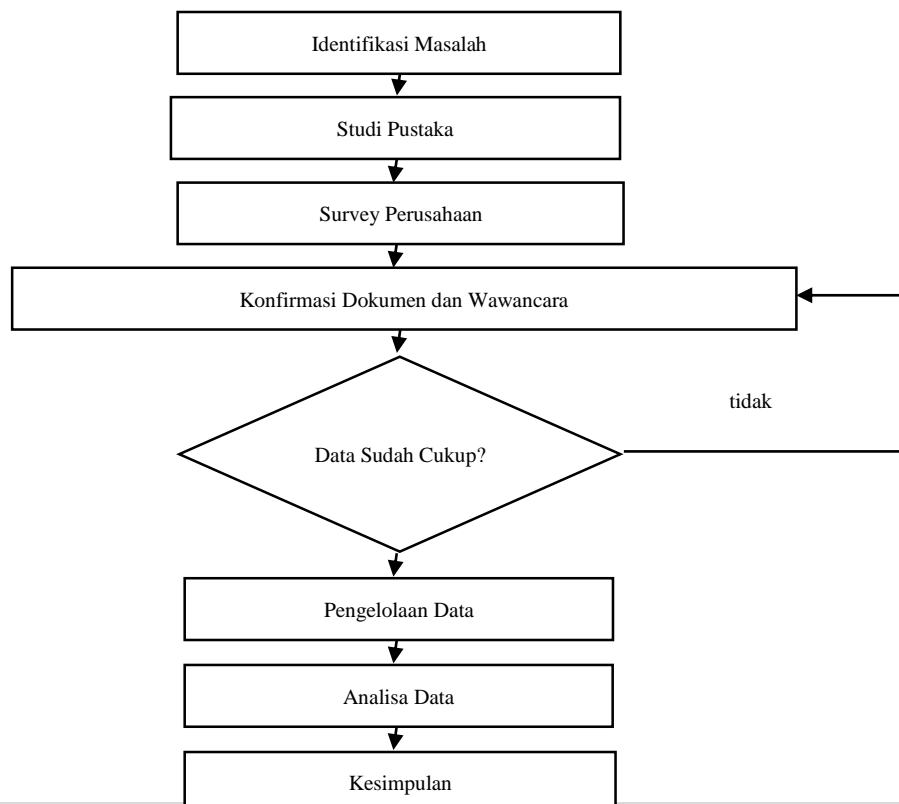 Identifikasi Masalah
Studi Pustaka
Survey Perusahaan
Konfirmasi Dokumen dan Wawancara
tidak
Data Sudah Cukup?
Pengelolaan Data
Analisa Data
Kesimpulan